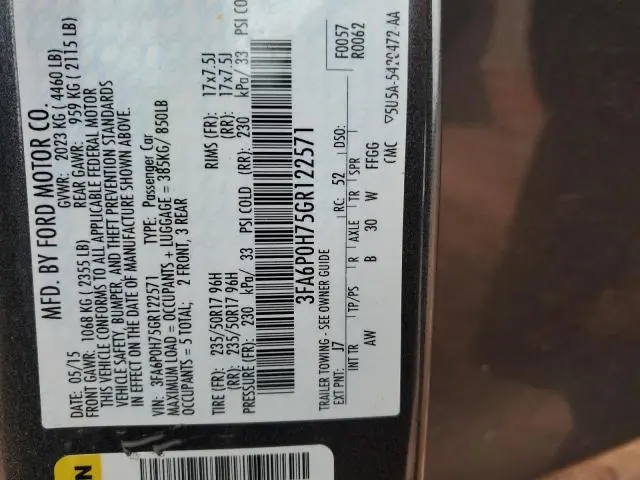 MFD. BY FORD MOTOR CO.
DATE: 05/15 GVWR: 2023 KG ( 4460 LB)
FRONT GAWR: 1068 KG ( 2355 LB) REAR GAWR: 959 KG ( 2115 LB)
THIS VEHICLE CONFORMS TO ALL APPLICABLE FEDERAL MOTOR
VEHICLE SAFETY, BUMPER, AND THEFT PREVENTION STANDARDS
IN EFFECT ON THE DATE OF MANUFACTURE SHOWN ABOVE.
VIN: 3FA6P0H75GR122571 TYPE: Passenger Car
MAXIMUM LOAD = OCCUPANTS + LUGGAGE = 385KG/ 850LB
OCCUPANTS = 5 TOTAL; 2 FRONT, 3 REAR
TIRE (FR): 235/50R17 96H RIMS (FR): 17x7.5J
(RR): 235/50R17 96H (RR): 17x7.5J
PRESSURE (FR): 230 kPa/ 33 PSI COLD (RR): 230 kPa/ 33 PSI CO
3FA6P0H75GR122571
F0057
R0062
TRAILER TOWING - SEE OWNER GUIDE
EXT PNT: J7 RC: 52 DSO:
INT TR TP/PS R AXLE TR SPR
AW B 30 W FFGG